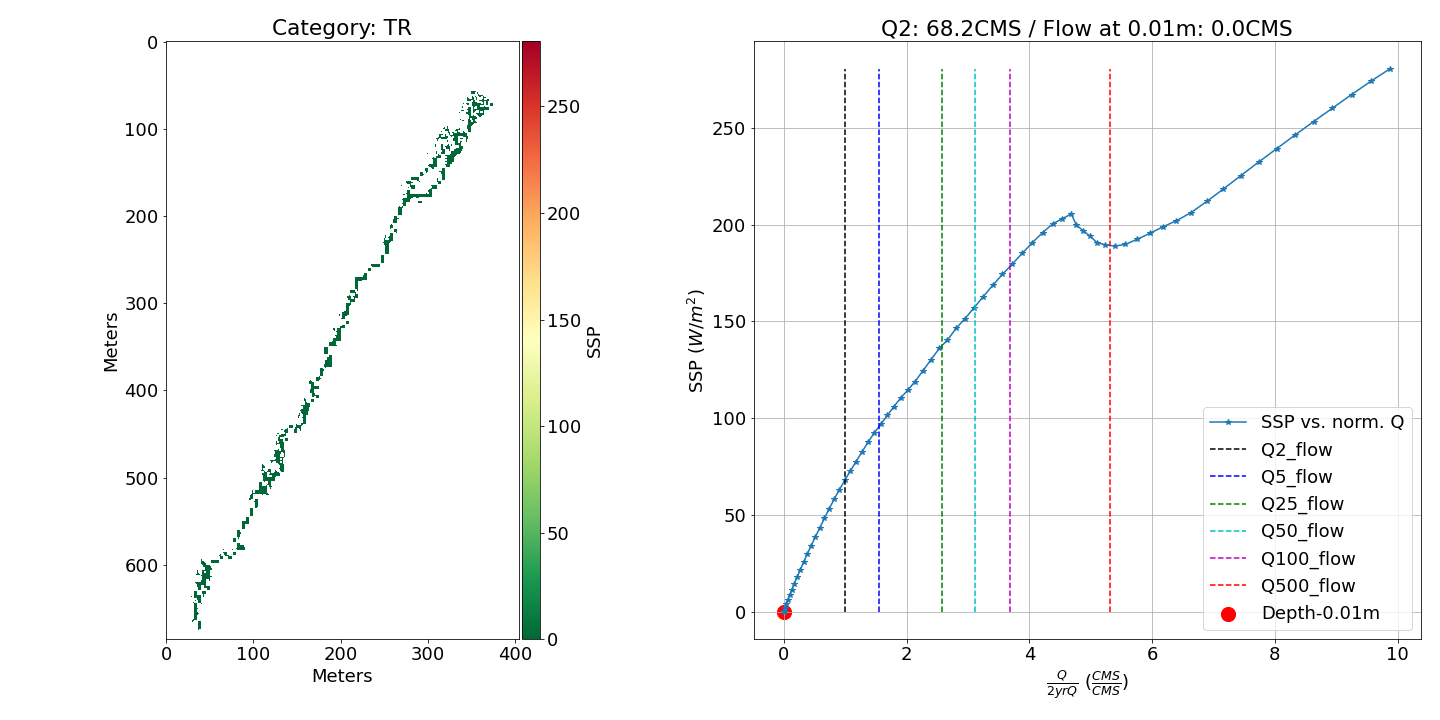 Category: TR
0
100
200
300
400
500
600
Meters
0
100
200
300
400
Meters
250
200
150
100
50
0
SSP
Q2: 68.2CMS / Flow at 0.01m: 0.0CMS
250
200
150
100
50
0
SSP (W/m²)
0
2
4
6
8
10
Q/2yrQ (CMS/CMS)
SSP vs. norm. Q
Q2_flow
Q5_flow
Q25_flow
Q50_flow
Q100_flow
Q500_flow
Depth-0.01m